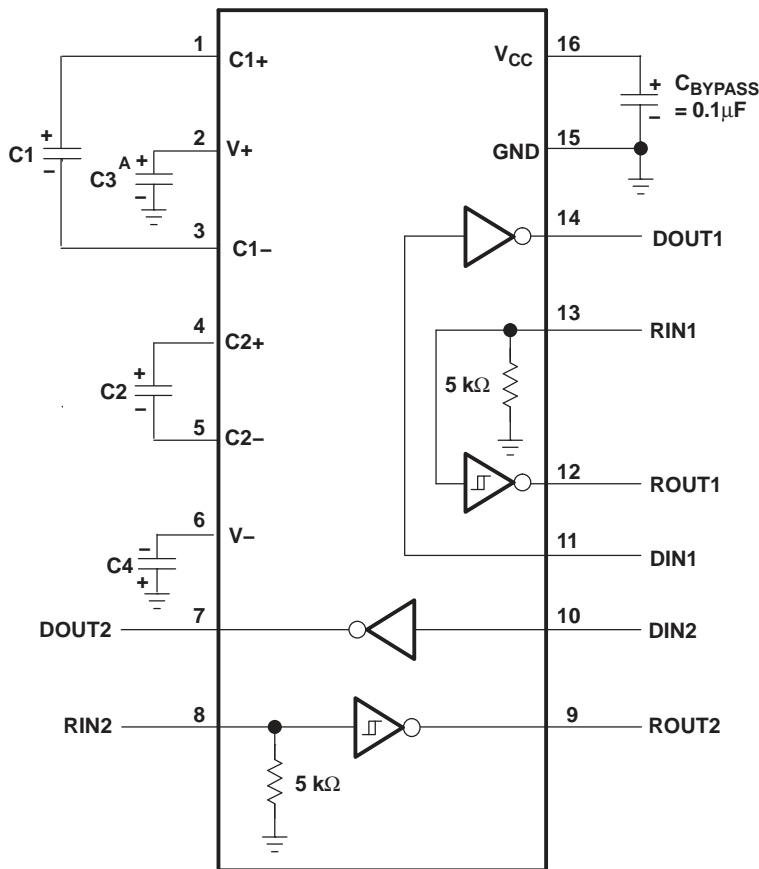 1
C1+
VCC
16
+
CBYPASS
= 0.1μF
−
+
C1
−
2
V+
A
+
C3
−
15
GND
3
C1−
14
DOUT1
4
C2+
13
RIN1
+
C2
−
5 kΩ
5
C2−
12
ROUT1
6
V−
−
C4
+
11
DIN1
DOUT2
7
10
DIN2
RIN2
8
9
ROUT2
5 kΩ